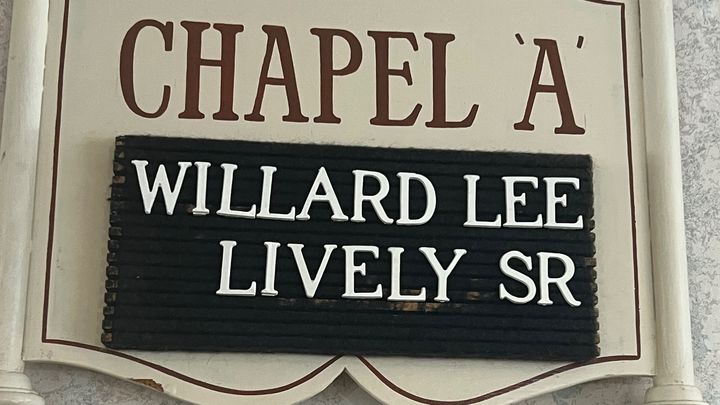 CHAPEL 'A'
WILLARD LEE
LIVELY SR